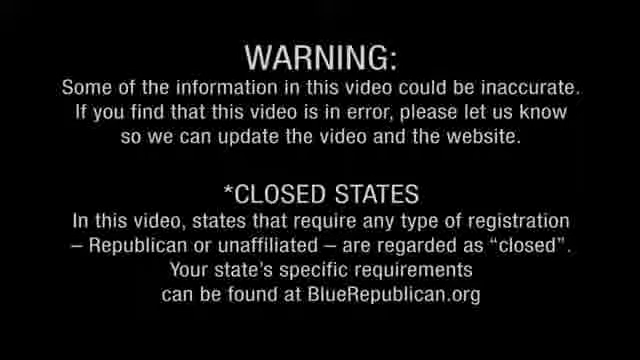 WARNING:
Some of the information in this video could be inaccurate.
If you find that this video is in error, please let us know
so we can update the video and the website.
*CLOSED STATES
In this video, states that require any type of registration
– Republican or unaffiliated – are regarded as “closed”.
Your state’s specific requirements
can be found at BlueRepublican.org